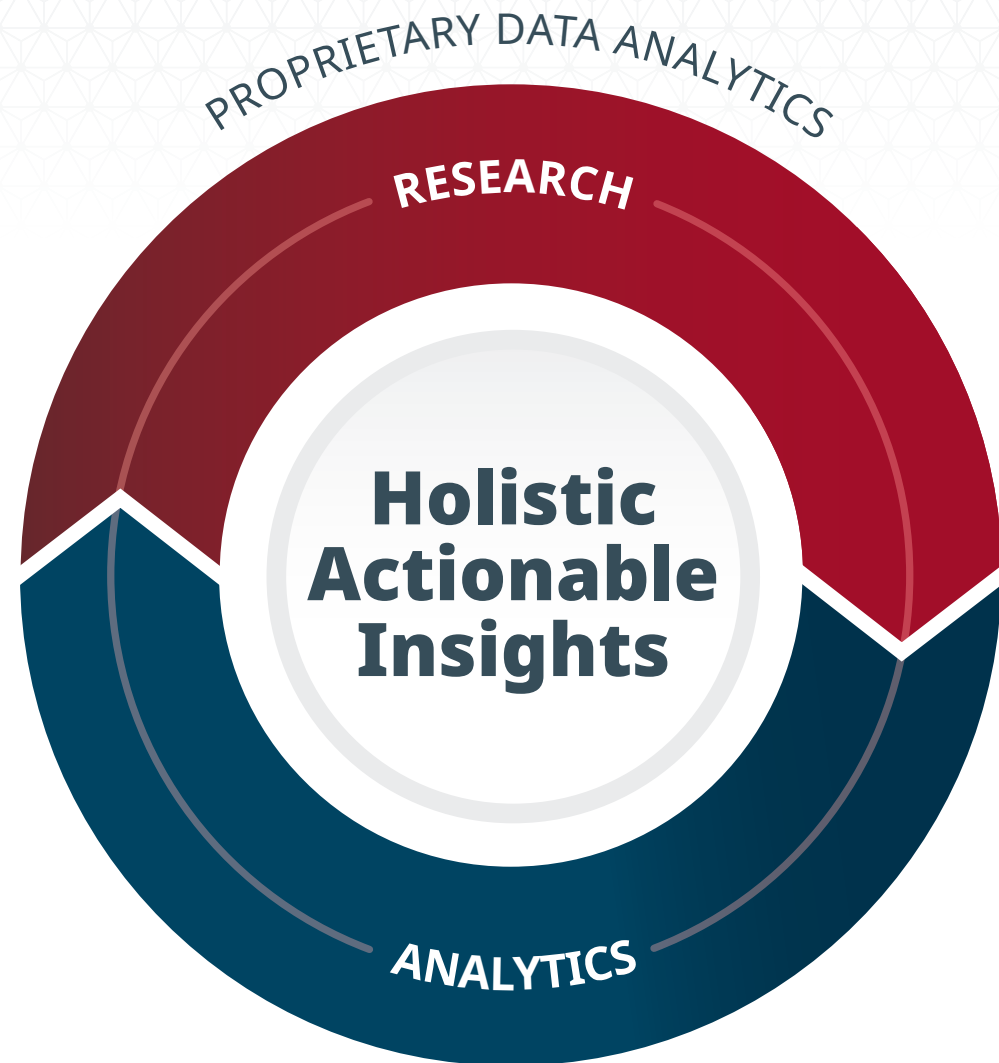 PROPRIETARY DATA ANALYTICS
RESEARCH
Holistic
Actionable
Insights
ANALYTICS